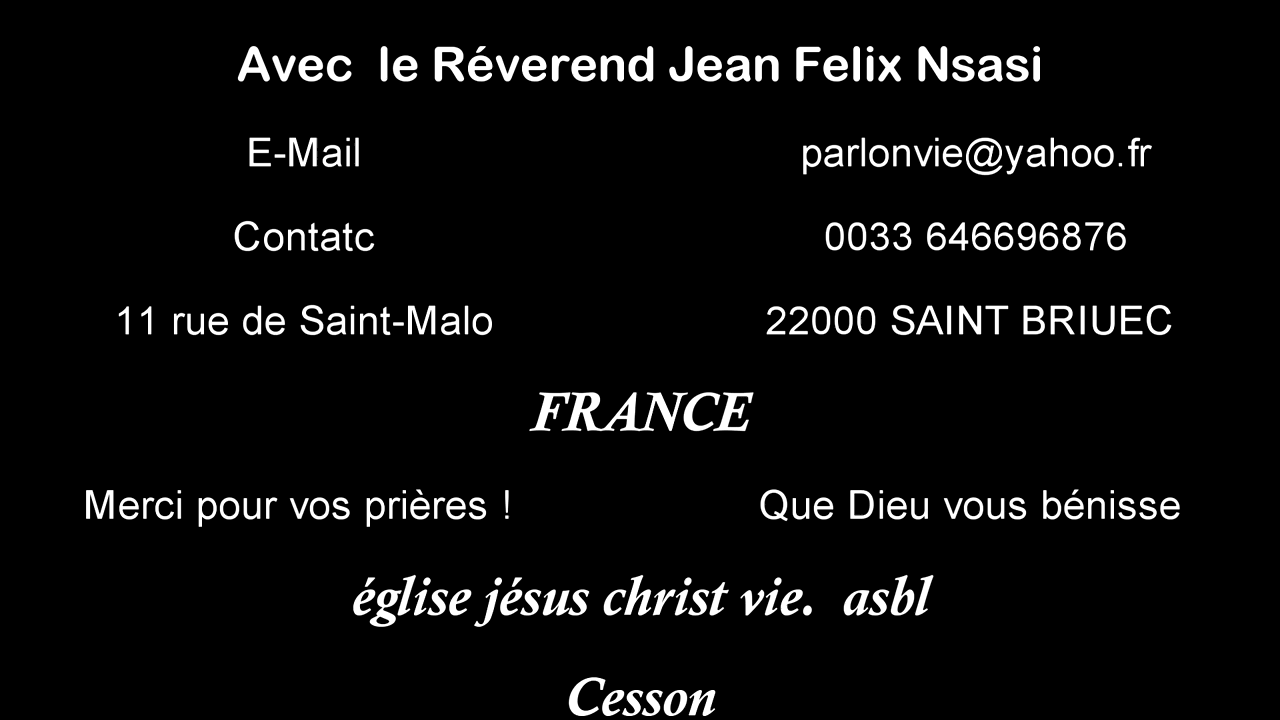 Avec le Réverend Jean Felix Nsasi
E-Mail parlonvie@yahoo.fr
Contatc 0033 646696876
11 rue de Saint-Malo 22000 SAINT BRIUEC
FRANCE
Merci pour vos prières ! Que Dieu vous bénisse
église jésus christ vie. asbl
Cesson